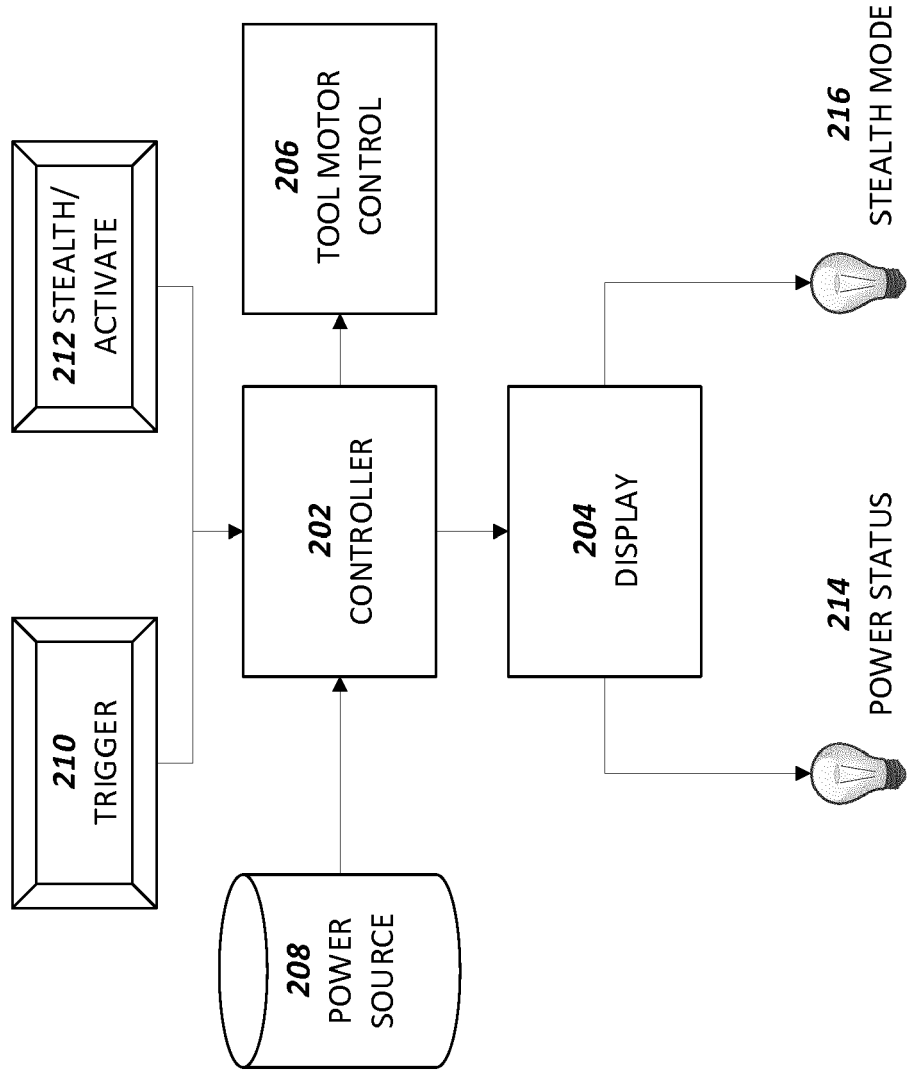 210
TRIGGER
212 STEALTH/
ACTIVATE
208
POWER
SOURCE
202
CONTROLLER
206
TOOL MOTOR
CONTROL
204
DISPLAY
214
POWER STATUS
216
STEALTH MODE